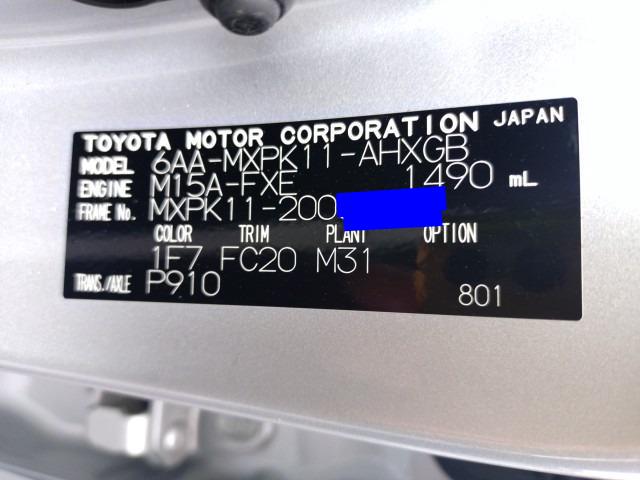 TOYOTA MOTOR CORPORATION JAPAN
MODEL 6AA-MXPK11-AHXGB
ENGINE M15A-FXE 1490 mL
FRAME No. MXPK11-200
COLOR TRIM PLANT OPTION
1F7 FC20 M31
TRANS./AXLE P910
801